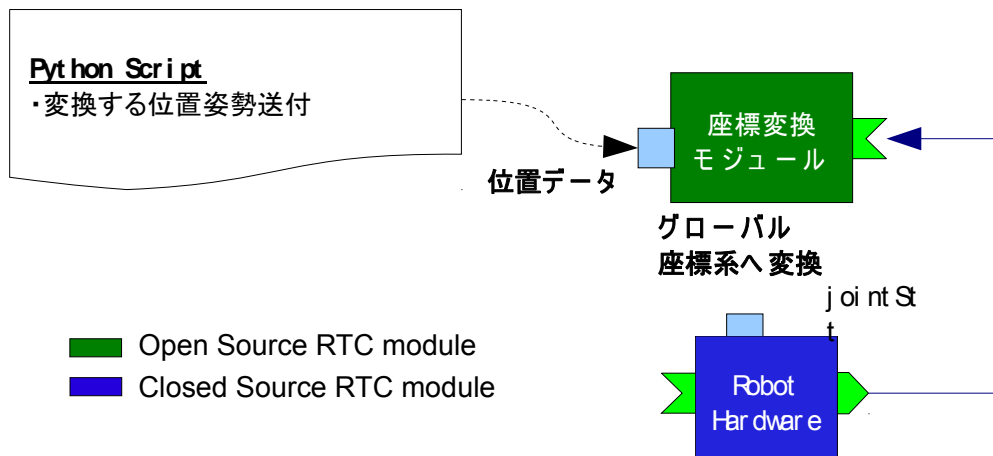 Python Script
・変換する位置姿勢送付
座標変換
モジュール
位置データ
グローバル
座標系へ変換
jointSt
t
Open Source RTC module
Closed Source RTC module
Robot
Hardware